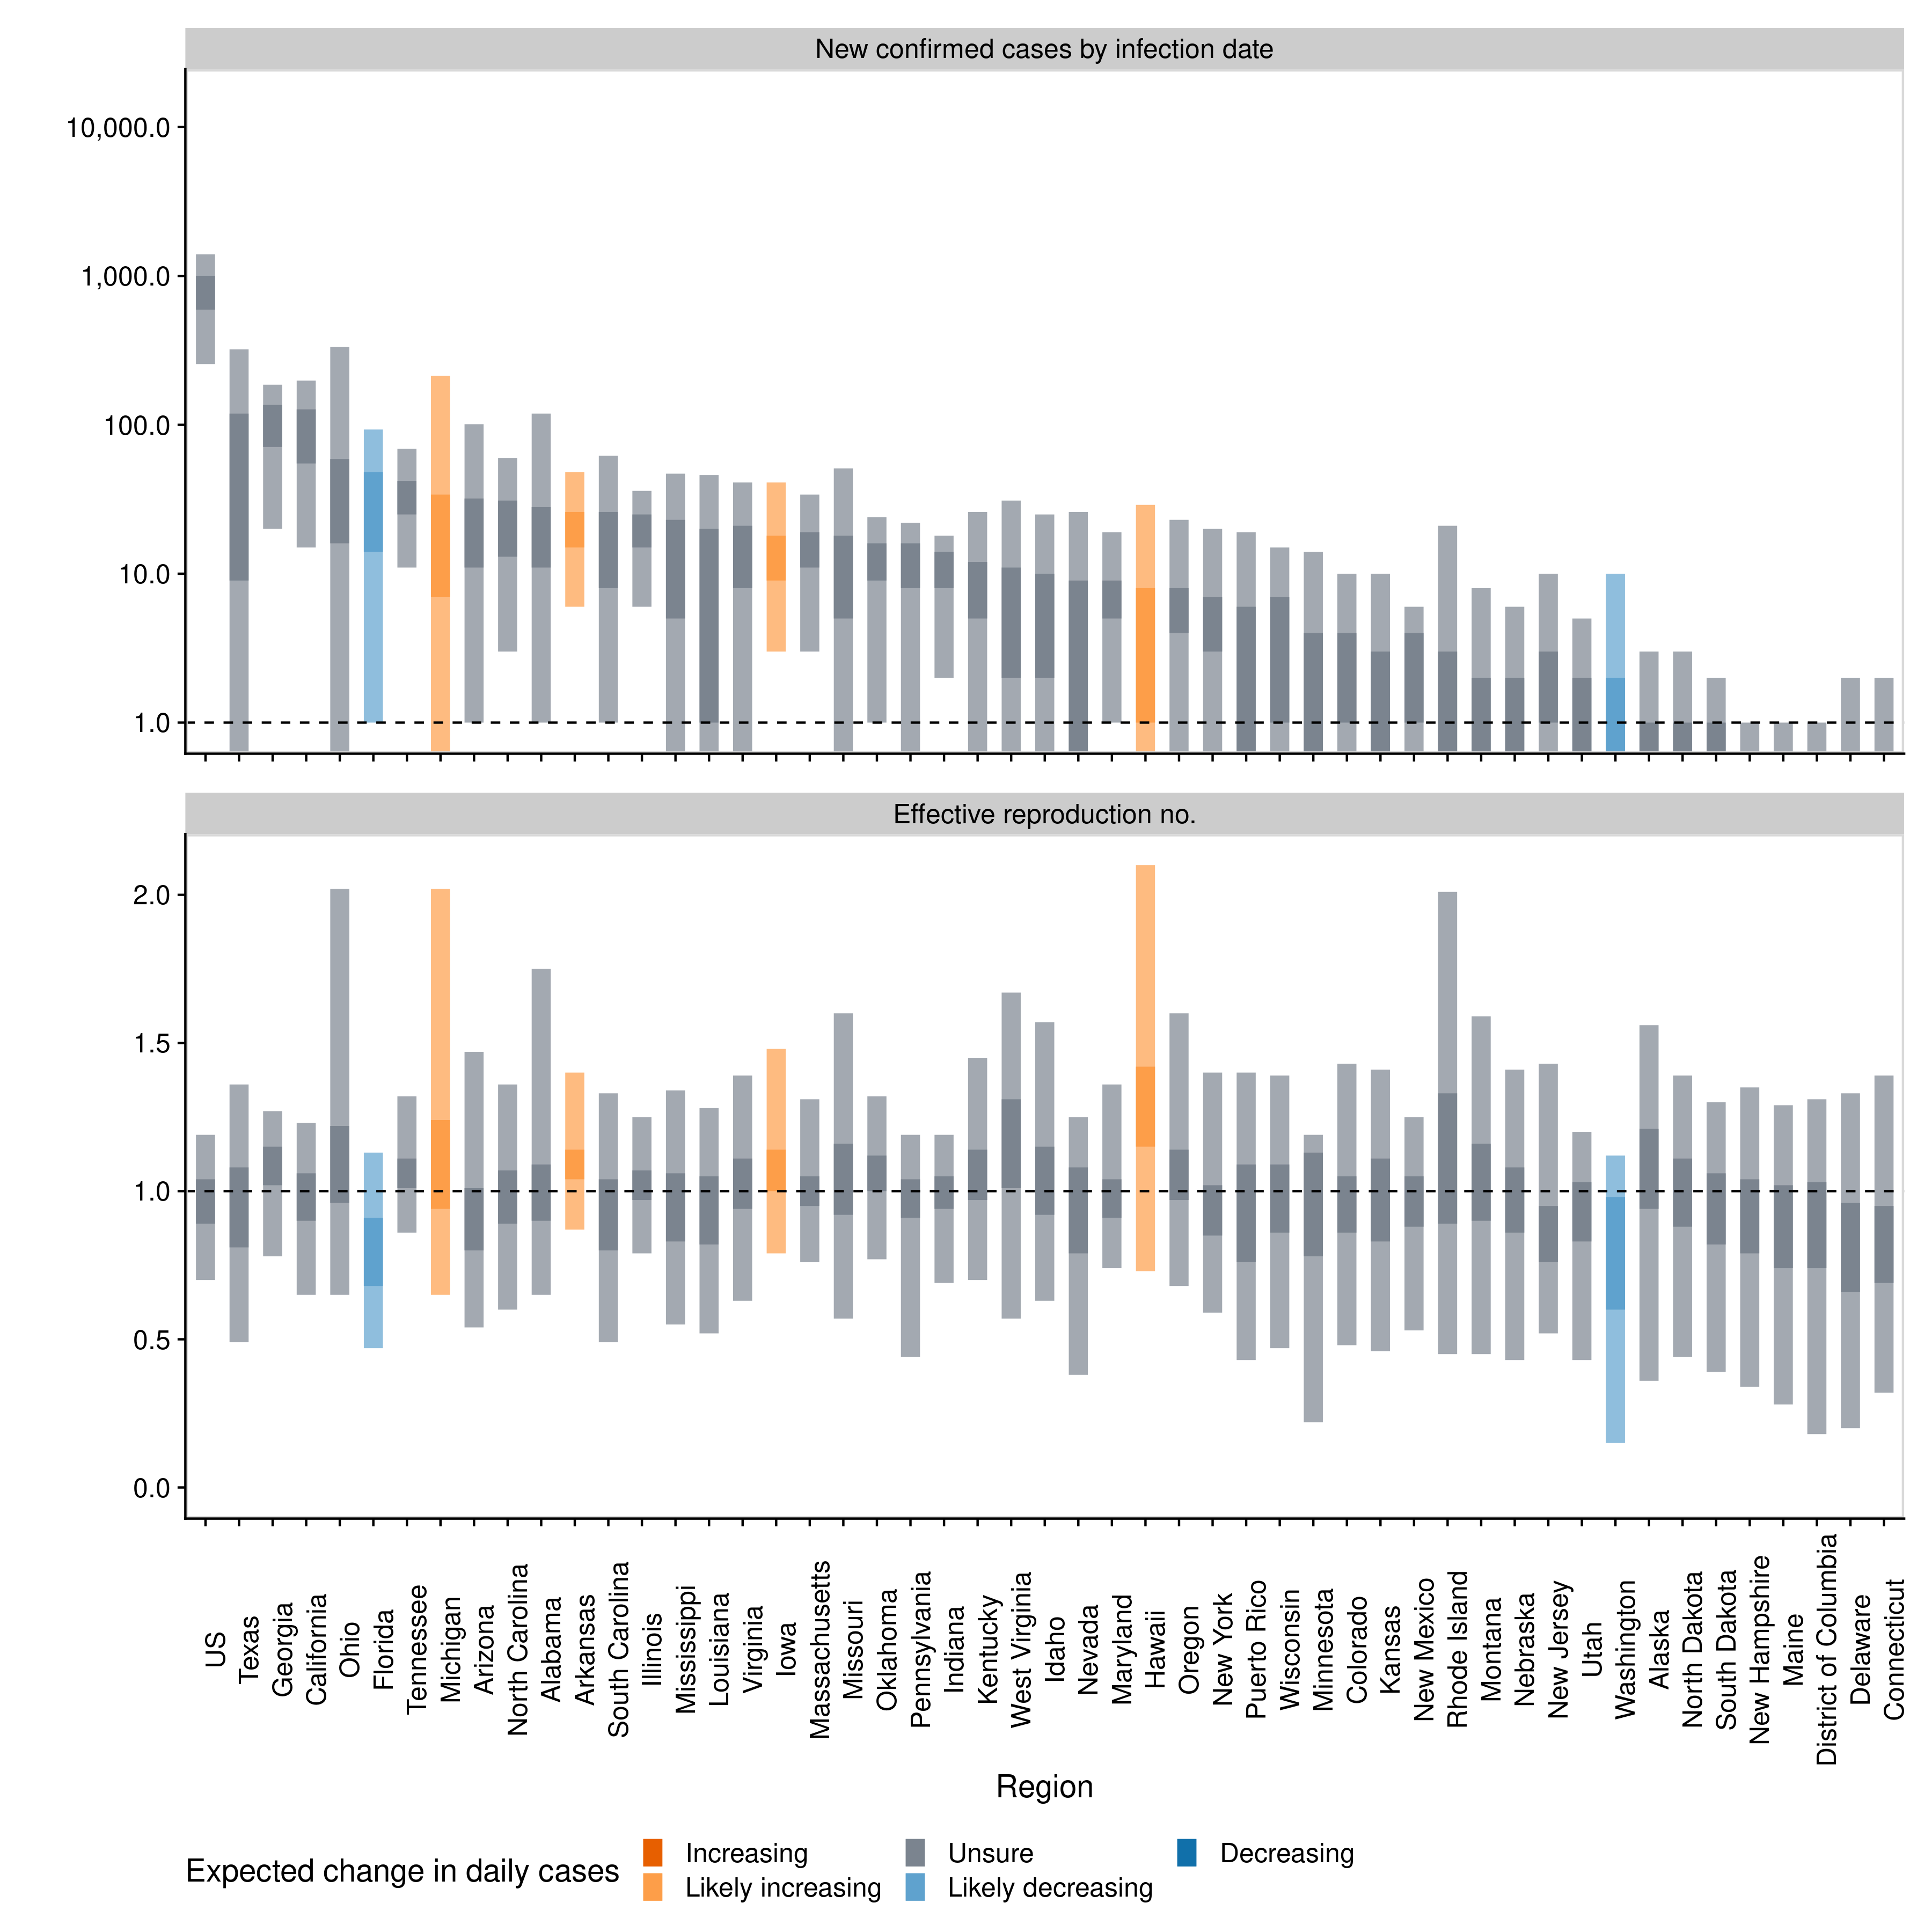 New confirmed cases by infection date
10,000.0
1,000.0
100.0
10.0
1.0
Effective reproduction no.
2.0
1.5
1.0
0.5
0.0
US
Texas
Georgia
California
Ohio
Florida
Tennessee
Michigan
Arizona
North Carolina
Alabama
Arkansas
South Carolina
Illinois
Mississippi
Louisiana
Virginia
Iowa
Massachusetts
Missouri
Oklahoma
Pennsylvania
Indiana
Kentucky
West Virginia
Idaho
Nevada
Maryland
Hawaii
Oregon
New York
Puerto Rico
Wisconsin
Minnesota
Colorado
Kansas
New Mexico
Rhode Island
Montana
Nebraska
New Jersey
Utah
Washington
Alaska
North Dakota
South Dakota
New Hampshire
Maine
District of Columbia
Delaware
Connecticut
Region
Expected change in daily cases
Increasing
Likely increasing
Unsure
Likely decreasing
Decreasing